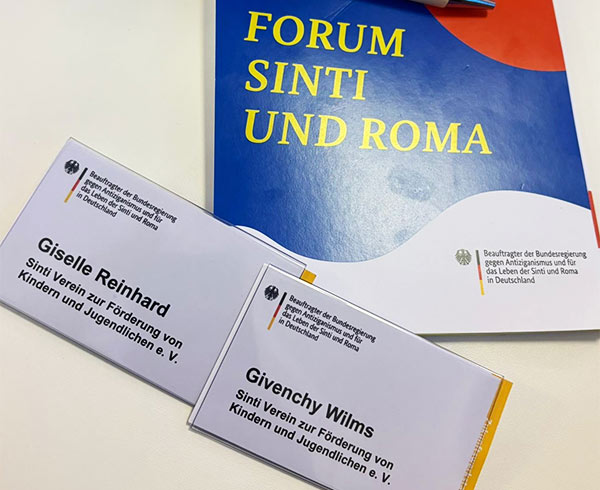 FORUM
SINTI
UND ROMA
Beauftragter der Bundesregierung
gegen Antiziganismus und für
das Leben der Sinti und Roma
in Deutschland
Beauftragter der Bundesregierung
gegen Antiziganismus und für
das Leben der Sinti und Roma
in Deutschland
Giselle Reinhard
Sinti Verein zur Förderung von
Kindern und Jugendlichen e. V.
Beauftragter der Bundesregierung
gegen Antiziganismus und für
das Leben der Sinti und Roma
in Deutschland
Givenchy Wilms
Sinti Verein zur Förderung von
Kindern und Jugendlichen e. V.